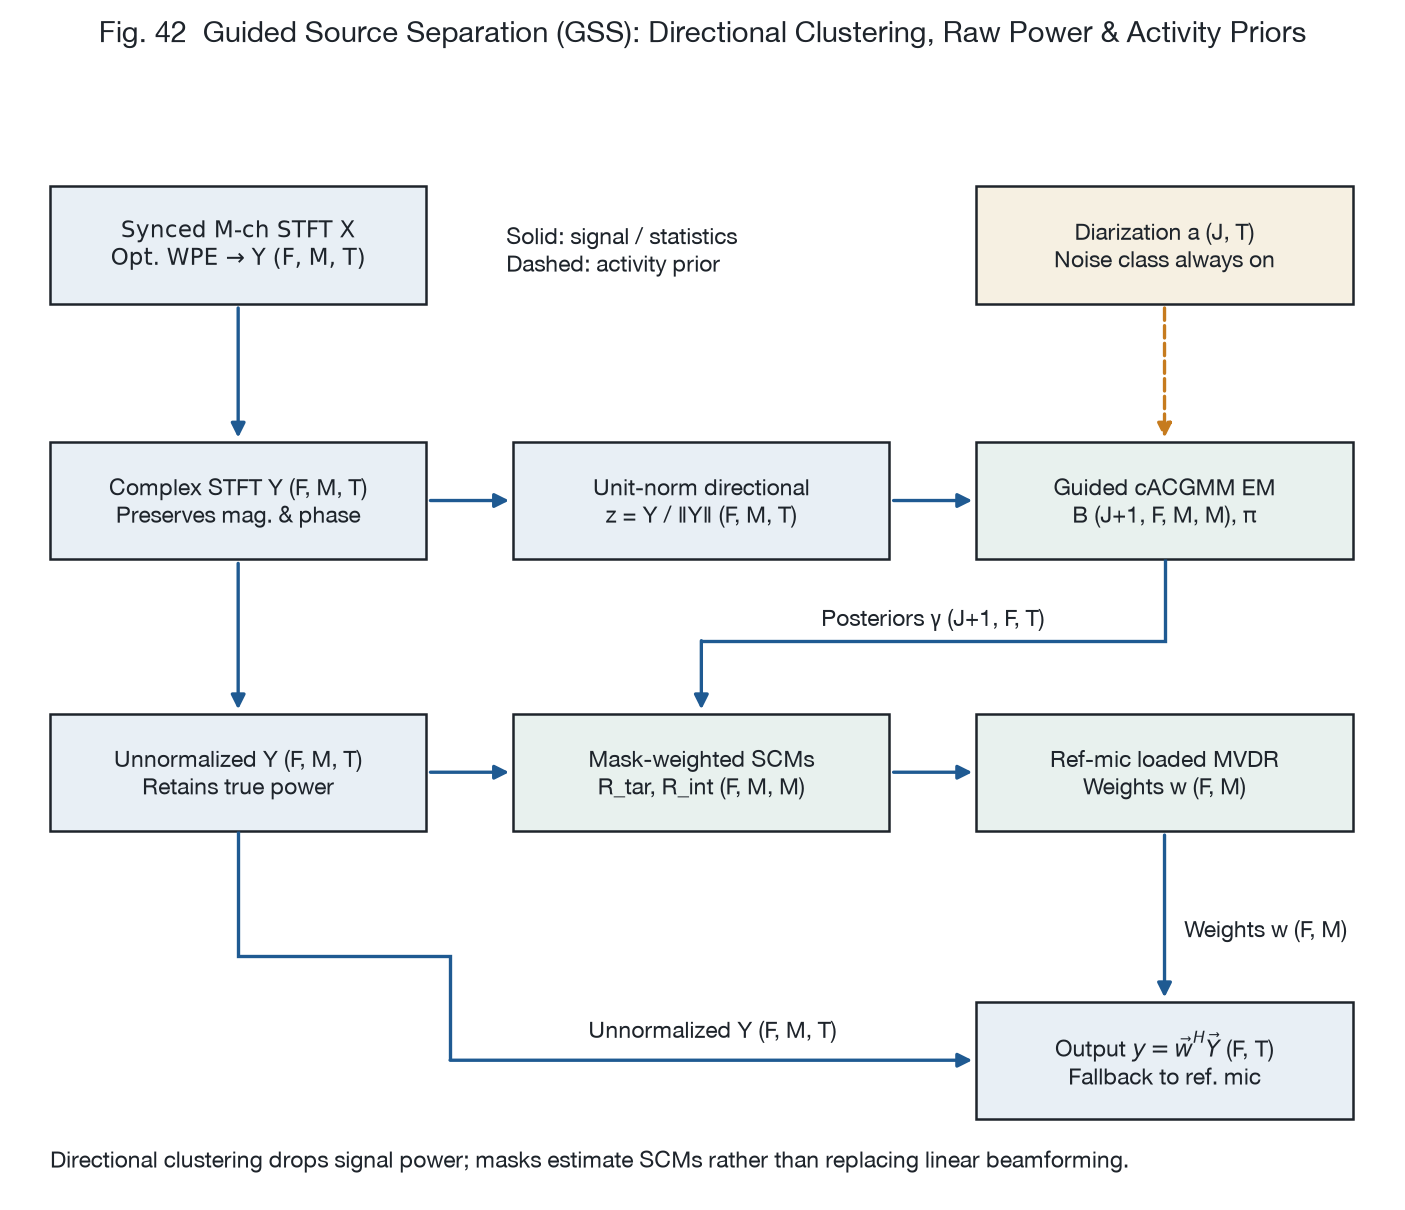 Fig. 42  Guided Source Separation (GSS): Directional Clustering, Raw Power & Activity Priors
Synced M-ch STFT X
Opt. WPE → Y (F, M, T)
Solid: signal / statistics
Dashed: activity prior
Diarization a (J, T)
Noise class always on
Complex STFT Y (F, M, T)
Preserves mag. & phase
Unit-norm directional
z = Y / ‖Y‖ (F, M, T)
Guided cACGMM EM
B (J+1, F, M, M), π
Posteriors γ (J+1, F, T)
Unnormalized Y (F, M, T)
Retains true power
Mask-weighted SCMs
R_tar, R_int (F, M, M)
Ref-mic loaded MVDR
Weights w (F, M)
Weights w (F, M)
Unnormalized Y (F, M, T)
Output $y = \vec{w}^H \vec{Y}$ (F, T)
Fallback to ref. mic
Directional clustering drops signal power; masks estimate SCMs rather than replacing linear beamforming.